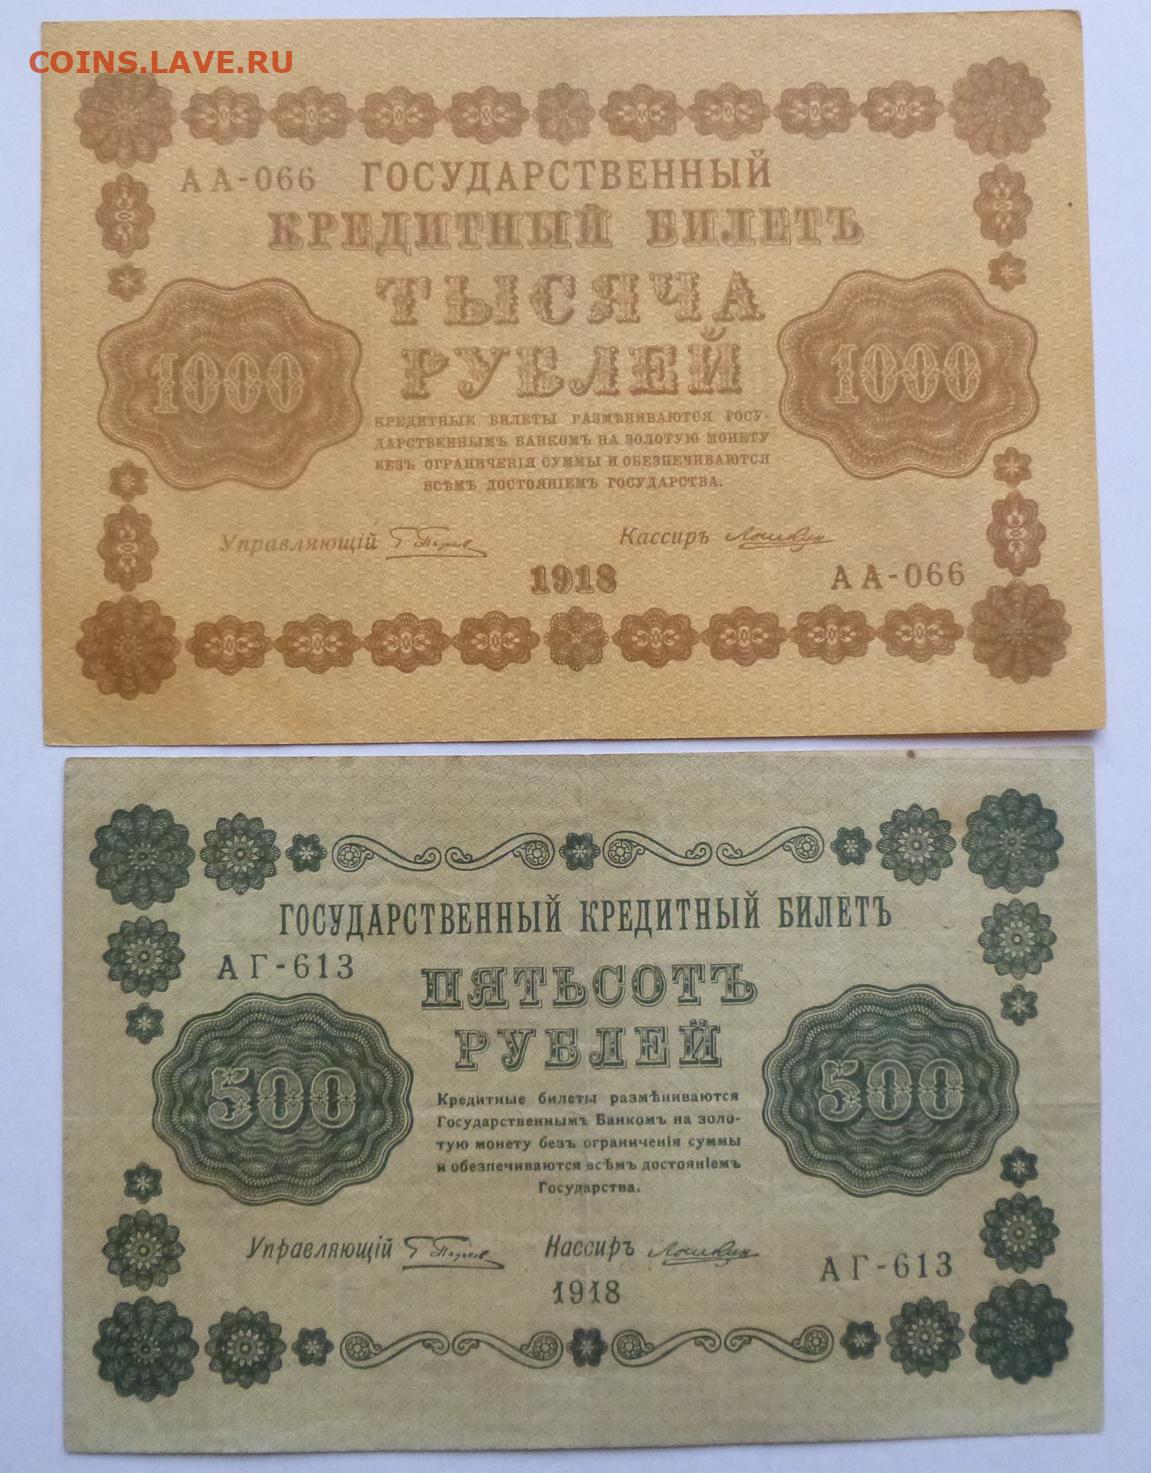 COINS.LAVE.RU
АА-066 ГОСУДАРСТВЕННЫЙ
КРЕДИТНЫЙ БИЛЕТЪ
ТЫСЯЧА
РУБЛЕЙ
1000 1000
КРЕДИТНЫЕ БИЛЕТЫ РАЗМѢНИВАЮТСЯ ГОСУ-
ДАРСТВЕННЫМЪ БАНКОМЪ НА ЗОЛОТУЮ МОНЕТУ
БЕЗЪ ОГРАНИЧЕНІЯ СУММЫ И ОБЕЗПЕЧИВАЮТСЯ
ВСѢМЪ ДОСТОЯНІЕМЪ ГОСУДАРСТВА.
Управляющій Кассиръ
1918 АА-066
ГОСУДАРСТВЕННЫЙ КРЕДИТНЫЙ БИЛЕТЪ
АГ-613
ПЯТЬСОТЪ
РУБЛЕЙ
500 500
Кредитные билеты размѣниваются
Государственнымъ Банкомъ на золо-
тую монету безъ ограниченія суммы
и обезпечиваются всѣмъ достояніемъ
Государства.
Управляющій Кассиръ
АГ-613
1918